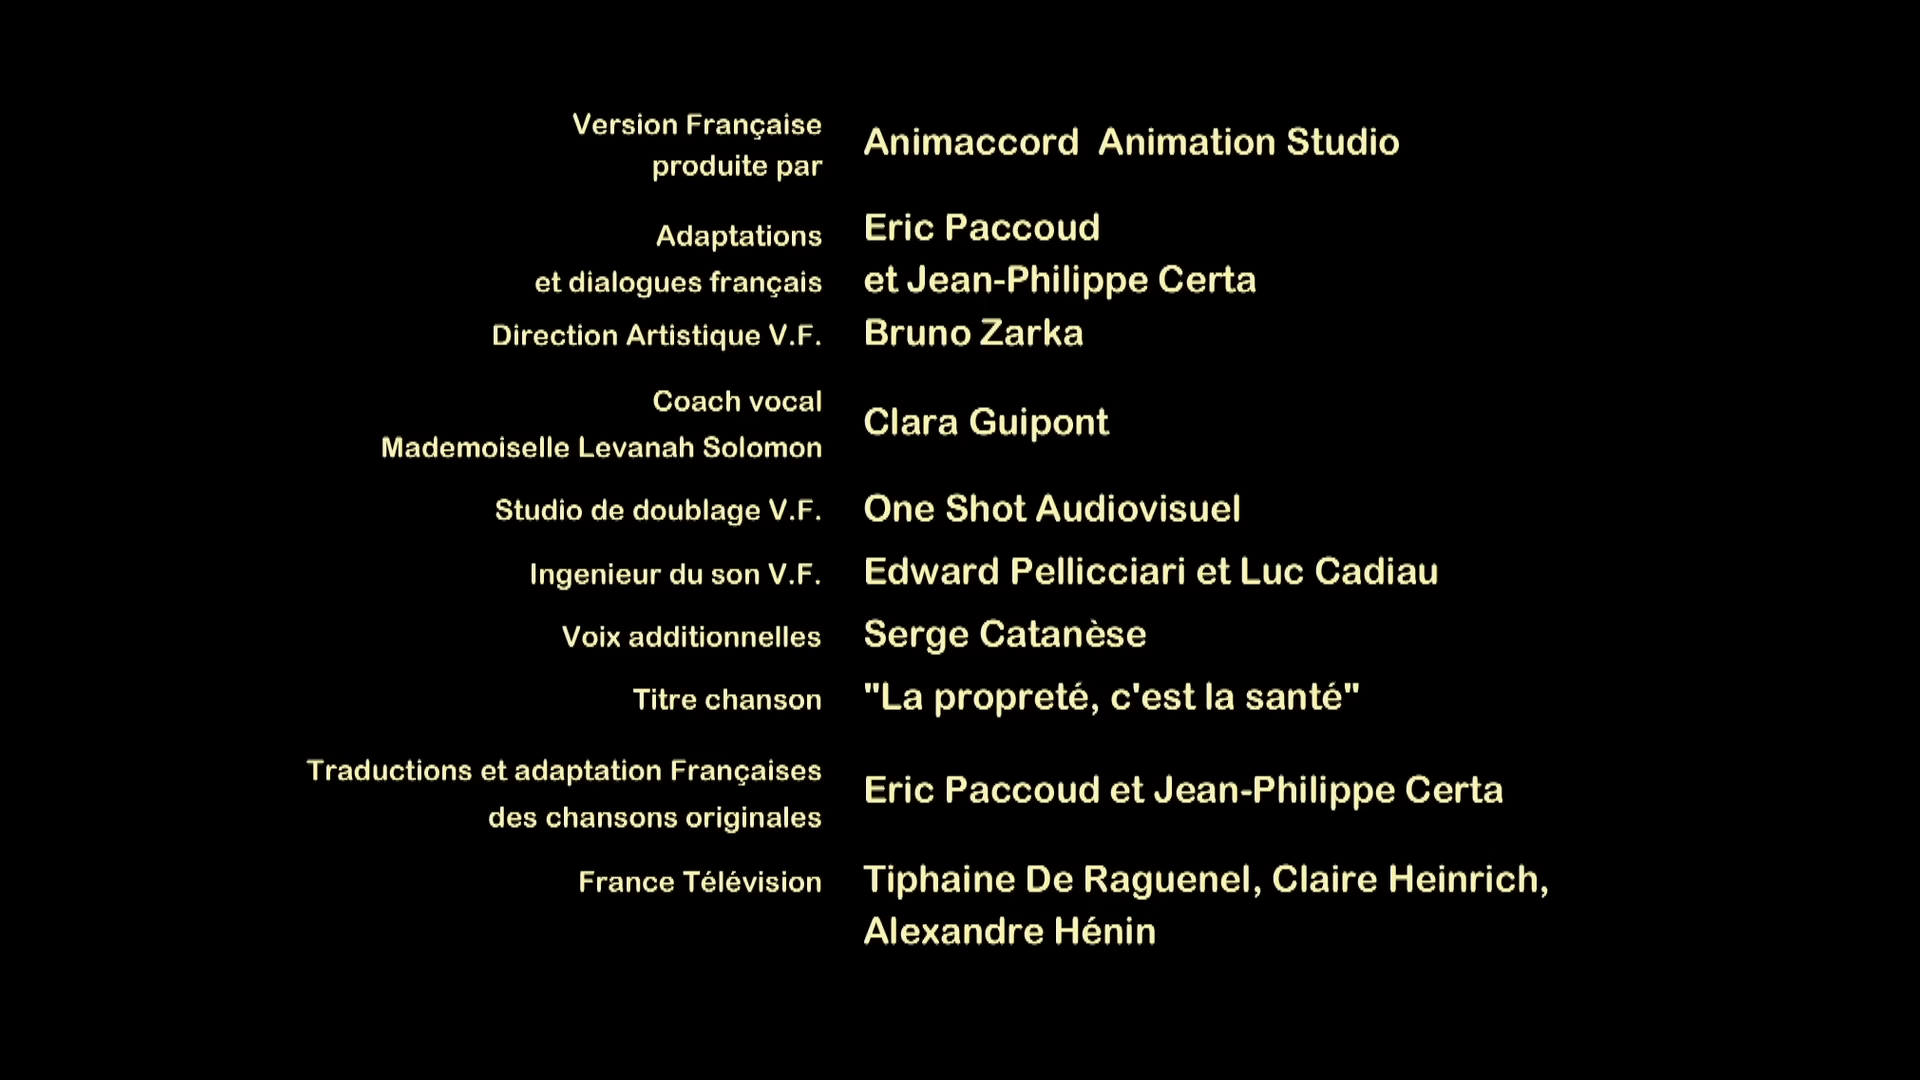 Version Française
produite par
Animaccord  Animation Studio
Adaptations
et dialogues français
Eric Paccoud
et Jean-Philippe Certa
Direction Artistique V.F.
Bruno Zarka
Coach vocal
Mademoiselle Levanah Solomon
Clara Guipont
Studio de doublage V.F.
One Shot Audiovisuel
Ingenieur du son V.F.
Edward Pellicciari et Luc Cadiau
Voix additionnelles
Serge Catanèse
Titre chanson
"La propreté, c'est la santé"
Traductions et adaptation Françaises
des chansons originales
Eric Paccoud et Jean-Philippe Certa
France Télévision
Tiphaine De Raguenel, Claire Heinrich,
Alexandre Hénin